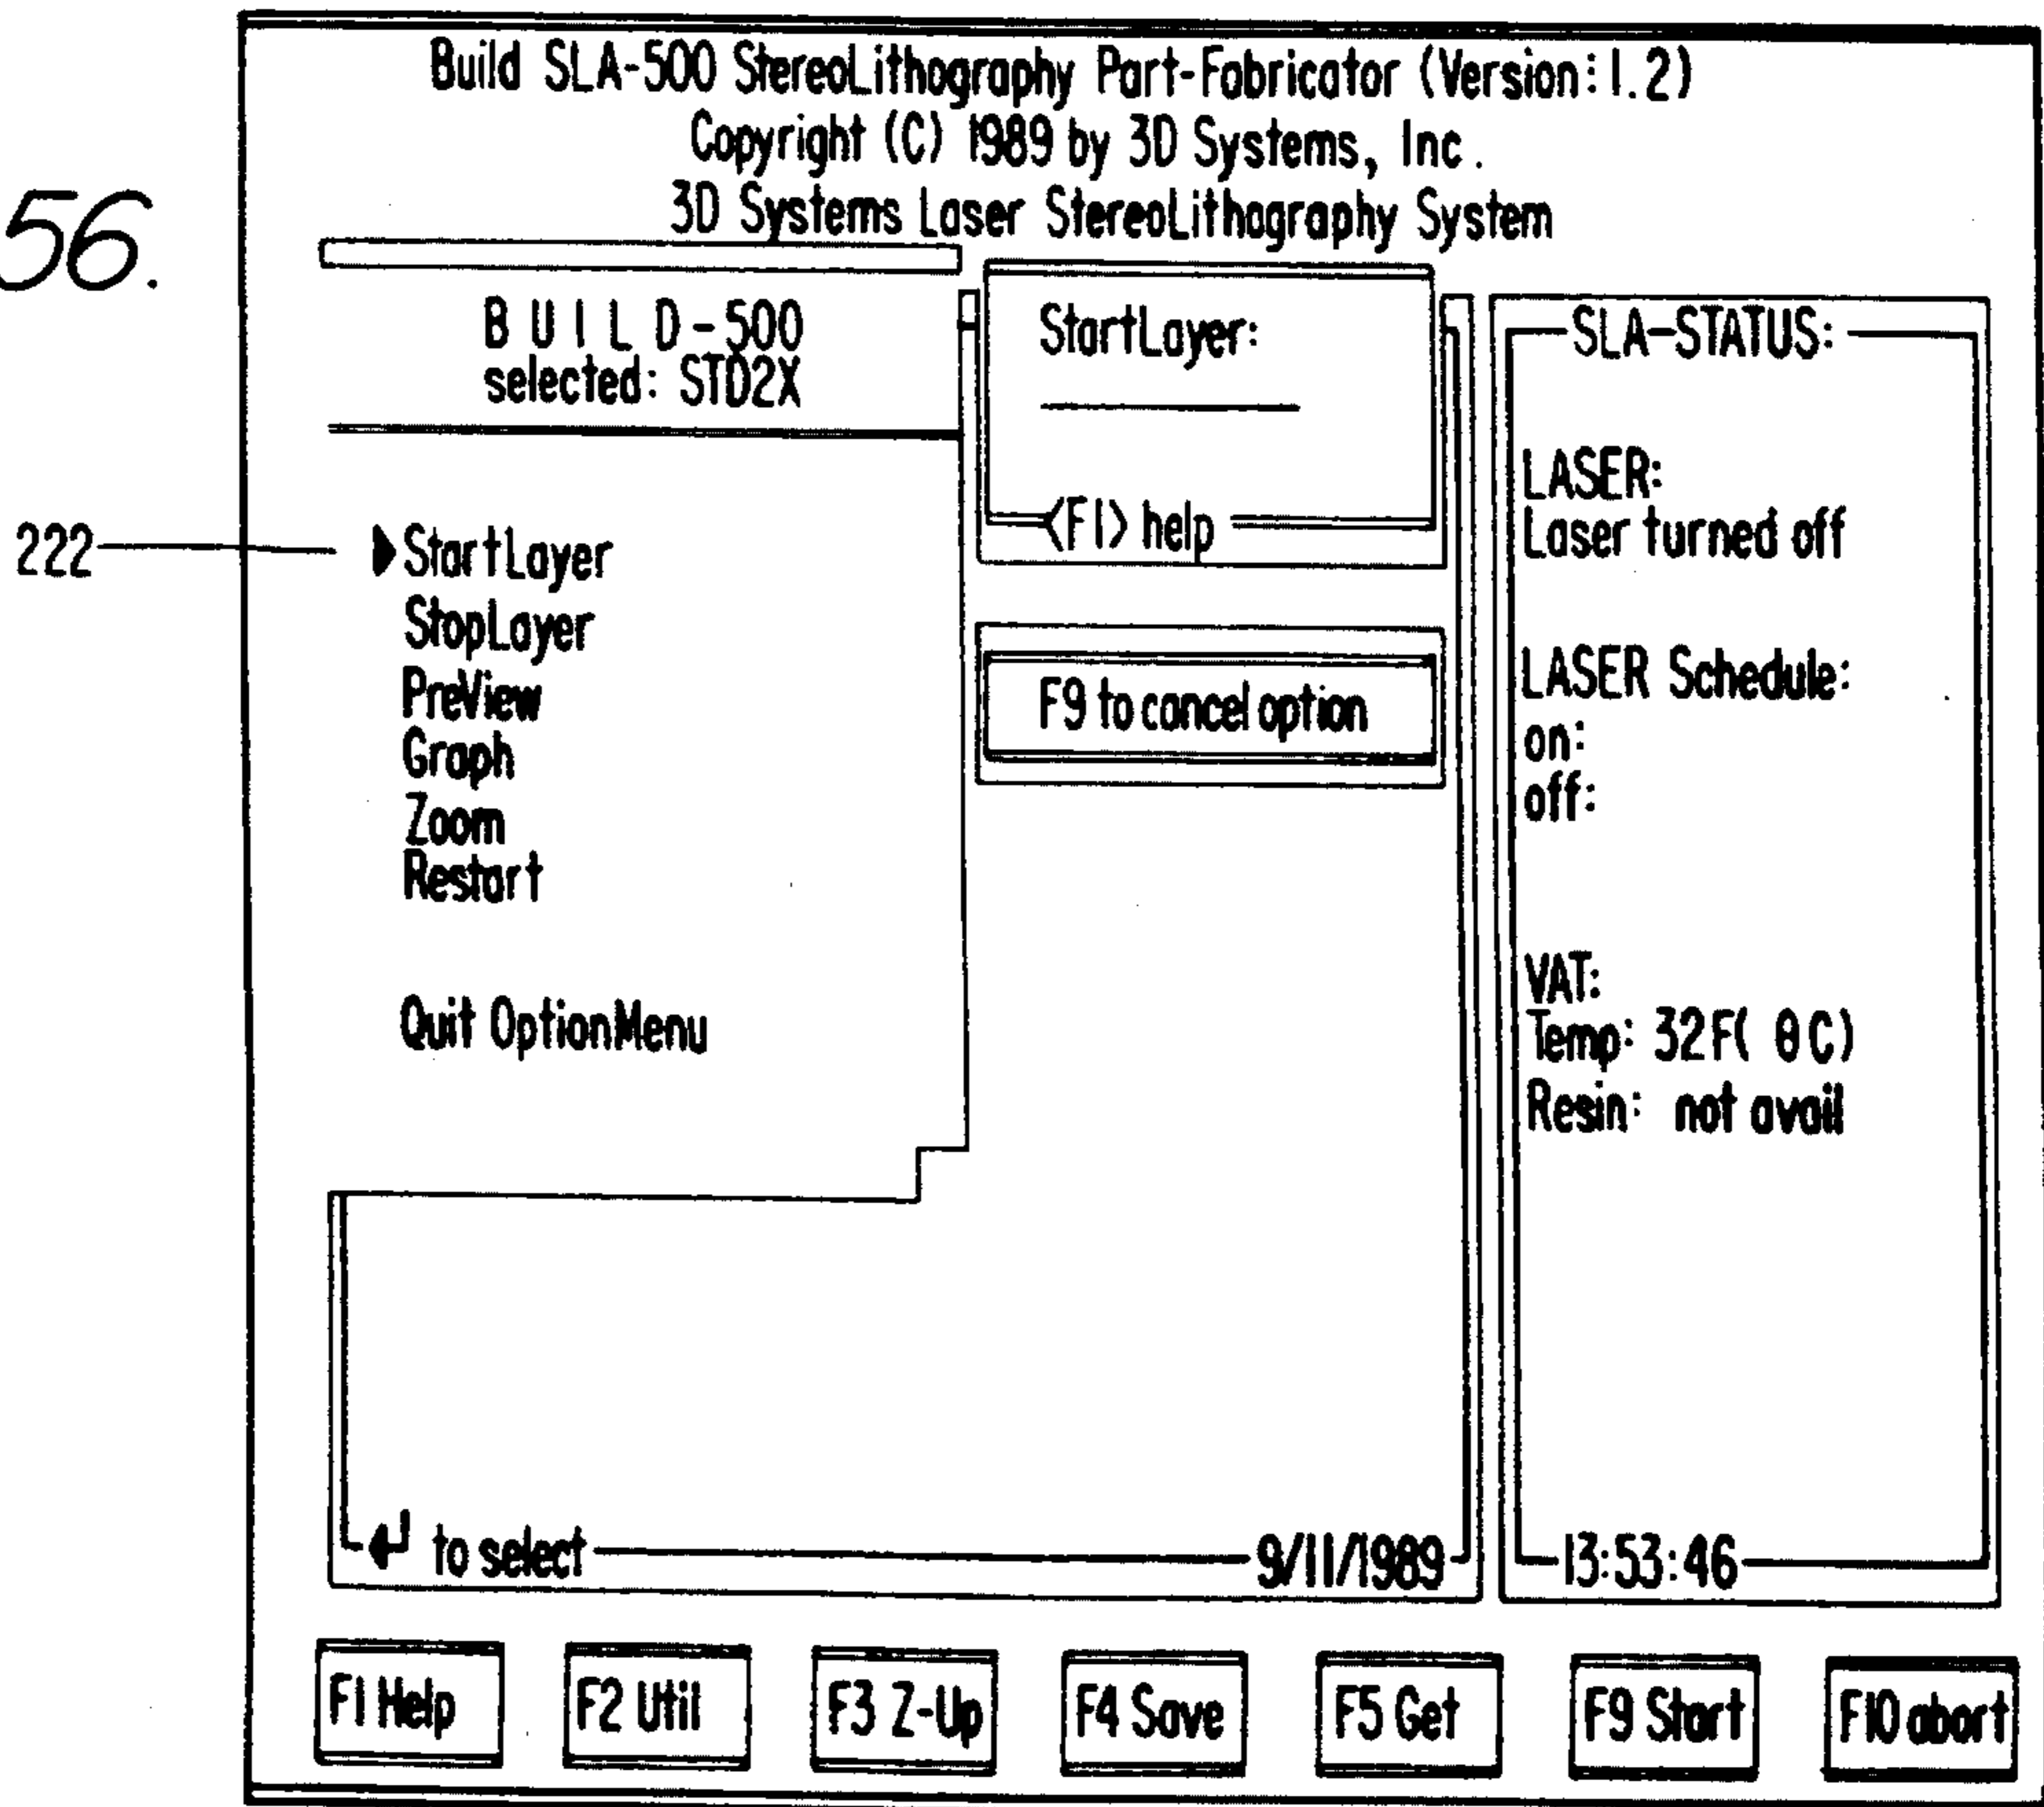 56.
Build SLA-500 StereoLithography Part-Fabricator (Version: 1.2)
Copyright (C) 1989 by 3D Systems, Inc.
3D Systems Laser StereoLithography System
B U I L D - 500
selected: STD2X
222
StartLayer
StopLayer
PreView
Graph
Zoom
Restart
Quit OptionMenu
StartLayer:
<F1> help
F9 to cancel option
SLA-STATUS:
LASER:
Laser turned off
LASER Schedule:
on:
off:
VAT:
Temp: 32F( 0C)
Resin: not avail
to select
9/11/1989
13:53:46
F1 Help
F2 Util
F3 Z-Up
F4 Save
F5 Get
F9 Start
F10 abort